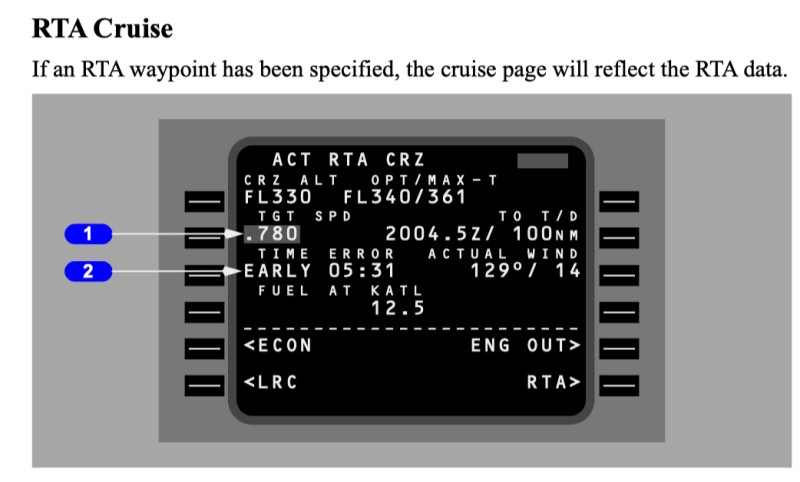 RTA Cruise
If an RTA waypoint has been specified, the cruise page will reflect the RTA data.
ACT RTA CRZ
CRZ ALT OPT/MAX-T
FL330 FL340/361
TGT SPD TO T/D
1 .780 2004.5Z/ 100NM
TIME ERROR ACTUAL WIND
2 EARLY 05:31 129°/ 14
FUEL AT KATL
12.5
--------------------------------
<ECON ENG OUT>
<LRC RTA>